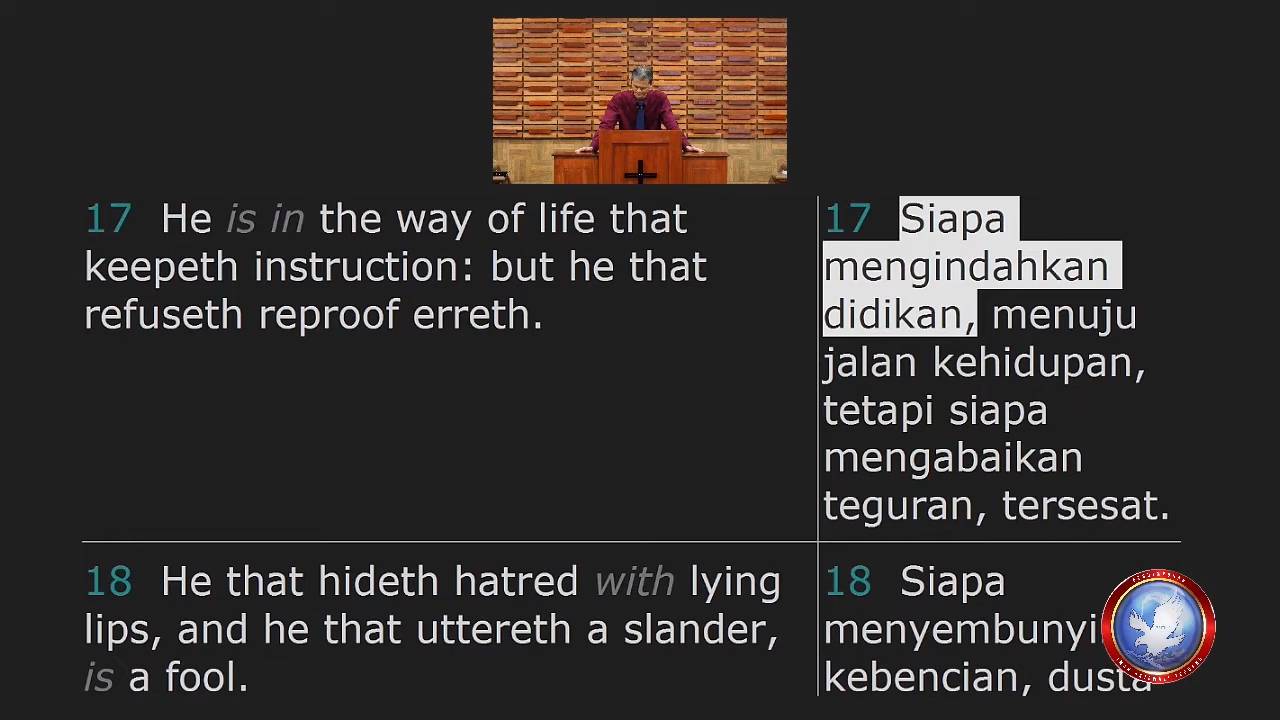 17 He is in the way of life that
keepeth instruction: but he that
refuseth reproof erreth.
17 Siapa
mengindahkan
didikan, menuju
jalan kehidupan,
tetapi siapa
mengabaikan
teguran, tersesat.
18 He that hideth hatred with lying
lips, and he that uttereth a slander,
is a fool.
18 Siapa
menyembunyi
kebencian, dusta